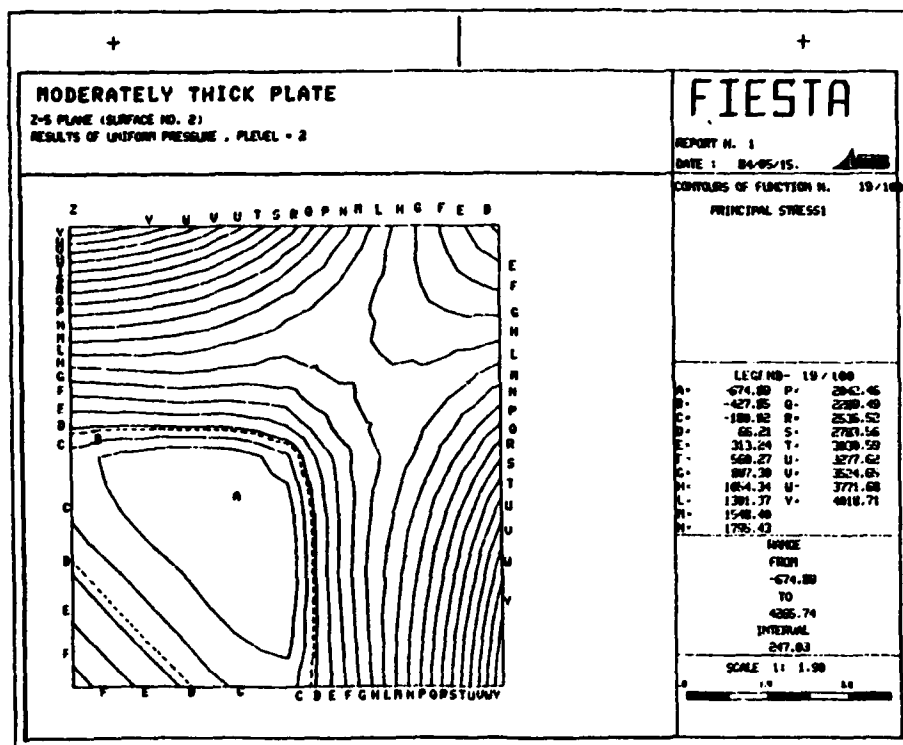 MODERATELY THICK PLATE
Z-S PLANE (SURFACE NO. 2)
RESULTS OF UNIFORM PRESSURE , PLEVEL = 2
FIESTA
REPORT N. 1
DATE : 84/05/15.
CONTOURS OF FUNCTION N. 19/100
PRINCIPAL STRESS1
Z Y W V U T S R Q P N M L H G F E D
E
F
G
H
L
M
N
P
Q
R
S
T
U
V
W
Y
L
H
G
F
E
D
C
B
A
C
D
E
F
F E D C C D E F G H L M N P Q R S T U V W Y
LEGEND- 19/100
A= -674.89 P= 2042.46
B= -427.85 Q= 2289.49
C= -180.82 R= 2536.52
D= 66.21 S= 2783.56
E= 313.24 T= 3030.59
F= 560.27 U= 3277.62
G= 807.30 V= 3524.65
H= 1054.34 W= 3771.68
L= 1301.37 Y= 4018.71
M= 1548.40
N= 1795.43
RANGE
FROM
-674.89
TO
4265.74
INTERVAL
247.03
SCALE 1: 1.90